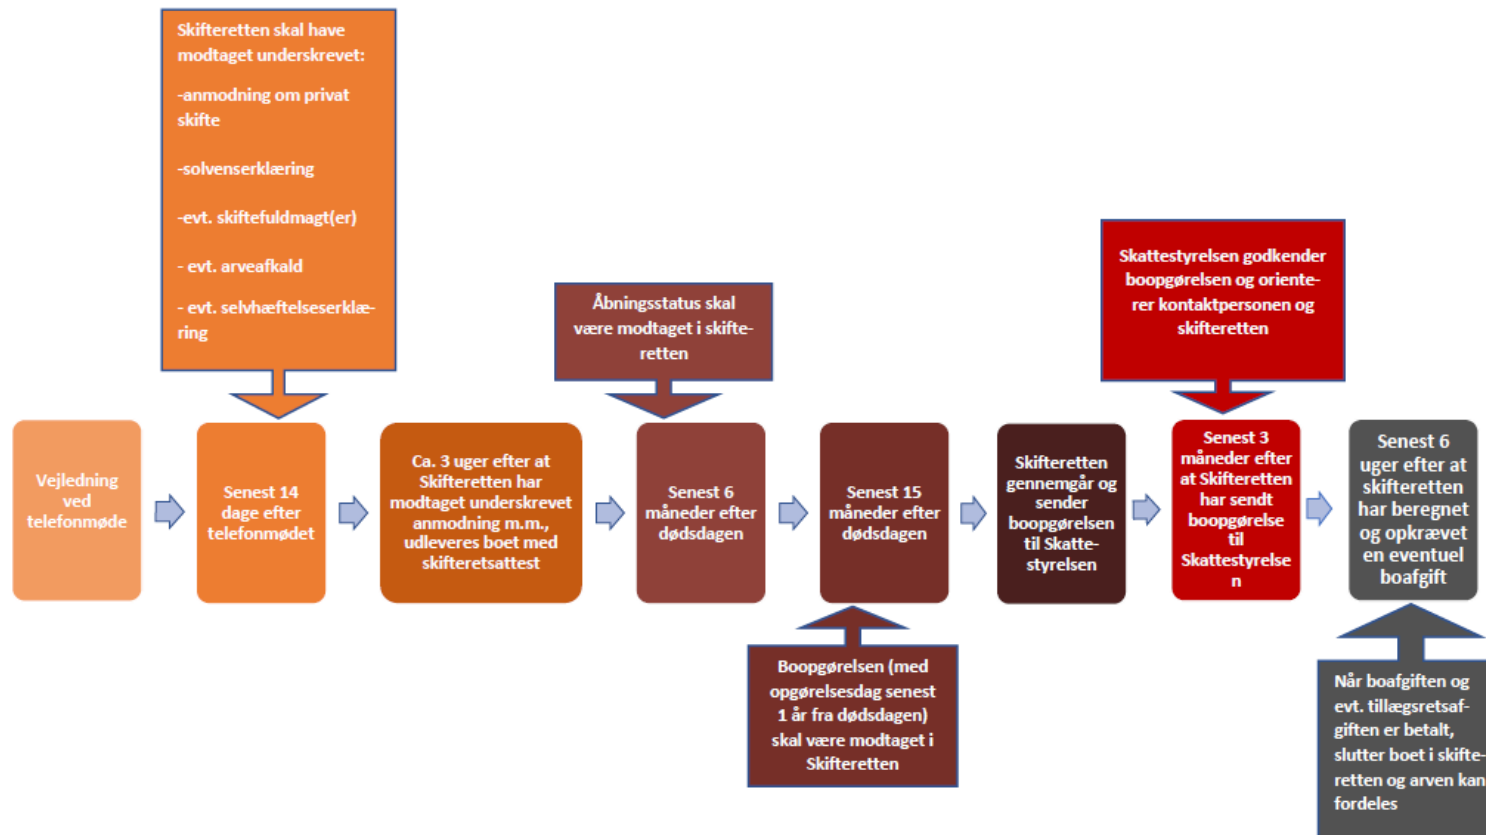 Skifteretten skal have
modtaget underskrevet:
-anmodning om privat
skifte
-solvenserklæring
-evt. skiftefuldmagt(er)
- evt. arveafkald
- evt. selvhæftelseserklæ-
ring
Åbningsstatus skal
være modtaget i skifte-
retten
Skattestyrelsen godkender
boopgørelsen og oriente-
rer kontaktpersonen og
skifteretten
Vejledning
ved
telefonmøde
Senest 14
dage efter
telefonmødet
Ca. 3 uger efter at
Skifteretten har
modtaget underskrevet
anmodning m.m.,
udleveres boet med
skifteretsattest
Senest 6
måneder efter
dødsdagen
Senest 15
måneder efter
dødsdagen
Skifteretten
gennemgår og
sender
boopgørelsen
til Skatte-
styrelsen
Senest 3
måneder efter
at Skifteretten
har sendt
boopgørelse
til
Skattestyrelse
n
Senest 6
uger efter at
skifteretten
har beregnet
og opkrævet
en eventuel
boafgift
Boopgørelsen (med
opgørelsesdag senest
1 år fra dødsdagen)
skal være modtaget i
Skifteretten
Når boafgiften og
evt. tillægsretsaf-
giften er betalt,
slutter boet i skifte-
retten og arven kan
fordeles